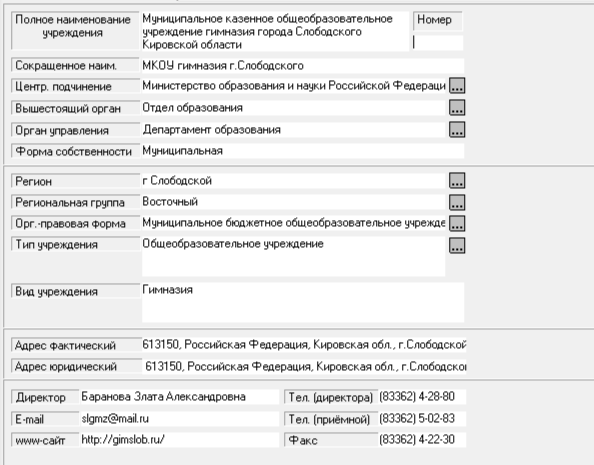 Полное наименование учреждения Муниципальное казенное общеобразовательное Номер
учреждение гимназия города Слободского
Кировской области
Сокращенное наим. МКОУ гимназия г.Слободского
Центр. подчинение Министерство образования и науки Российской Федераци ...
Вышестоящий орган Отдел образования ...
Орган управления Департамент образования ...
Форма собственности Муниципальная
Регион г Слободской ...
Региональная группа Восточный ...
Орг.-правовая форма Муниципальное бюджетное общеобразовательное учрежде ...
Тип учреждения Общеобразовательное учреждение ...
Вид учреждения Гимназия
Адрес фактический 613150, Российская Федерация, Кировская обл., г.Слободской
Адрес юридический 613150, Российская Федерация, Кировская обл., г.Слободско
Директор Баранова Злата Александровна Тел. (директора) (83362) 4-28-80
E-mail slgmz@mail.ru Тел. (приёмной) (83362) 5-02-83
www-сайт http://gimslob.ru/ Факс (83362) 4-22-30